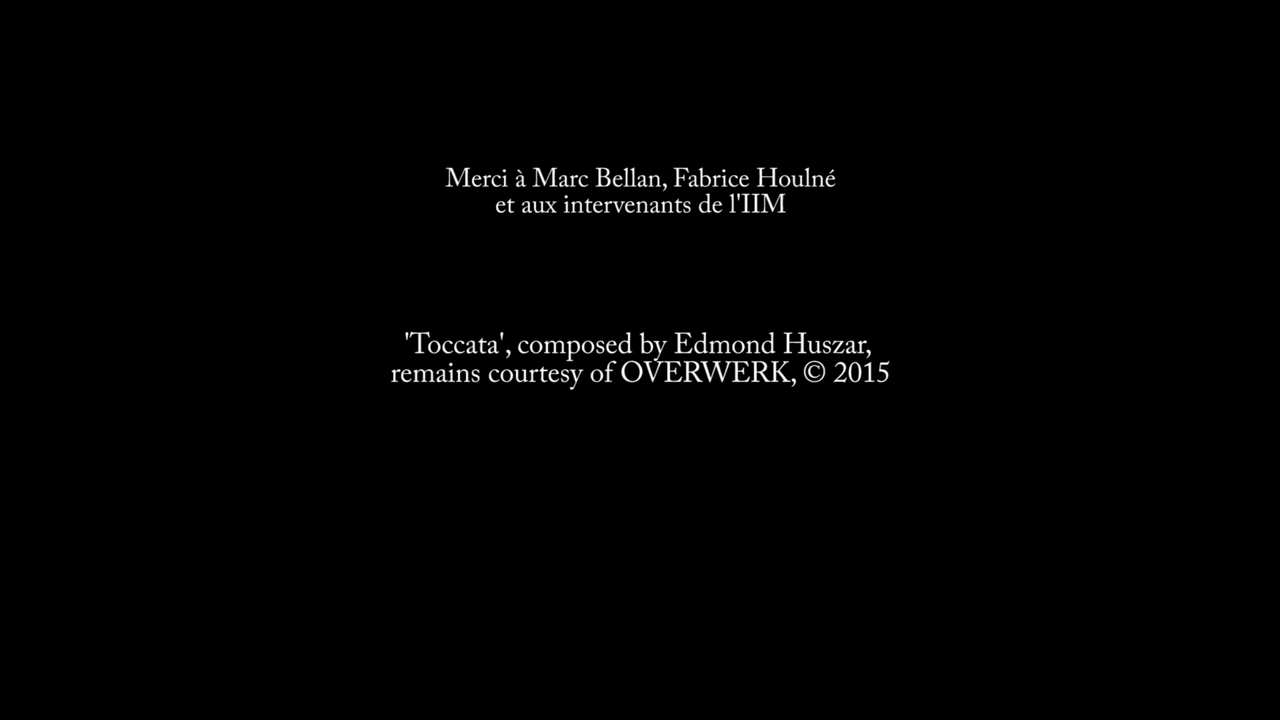 Merci à Marc Bellan, Fabrice Houlné
et aux intervenants de l'IIM
'Toccata', composed by Edmond Huszar,
remains courtesy of OVERWERK, © 2015